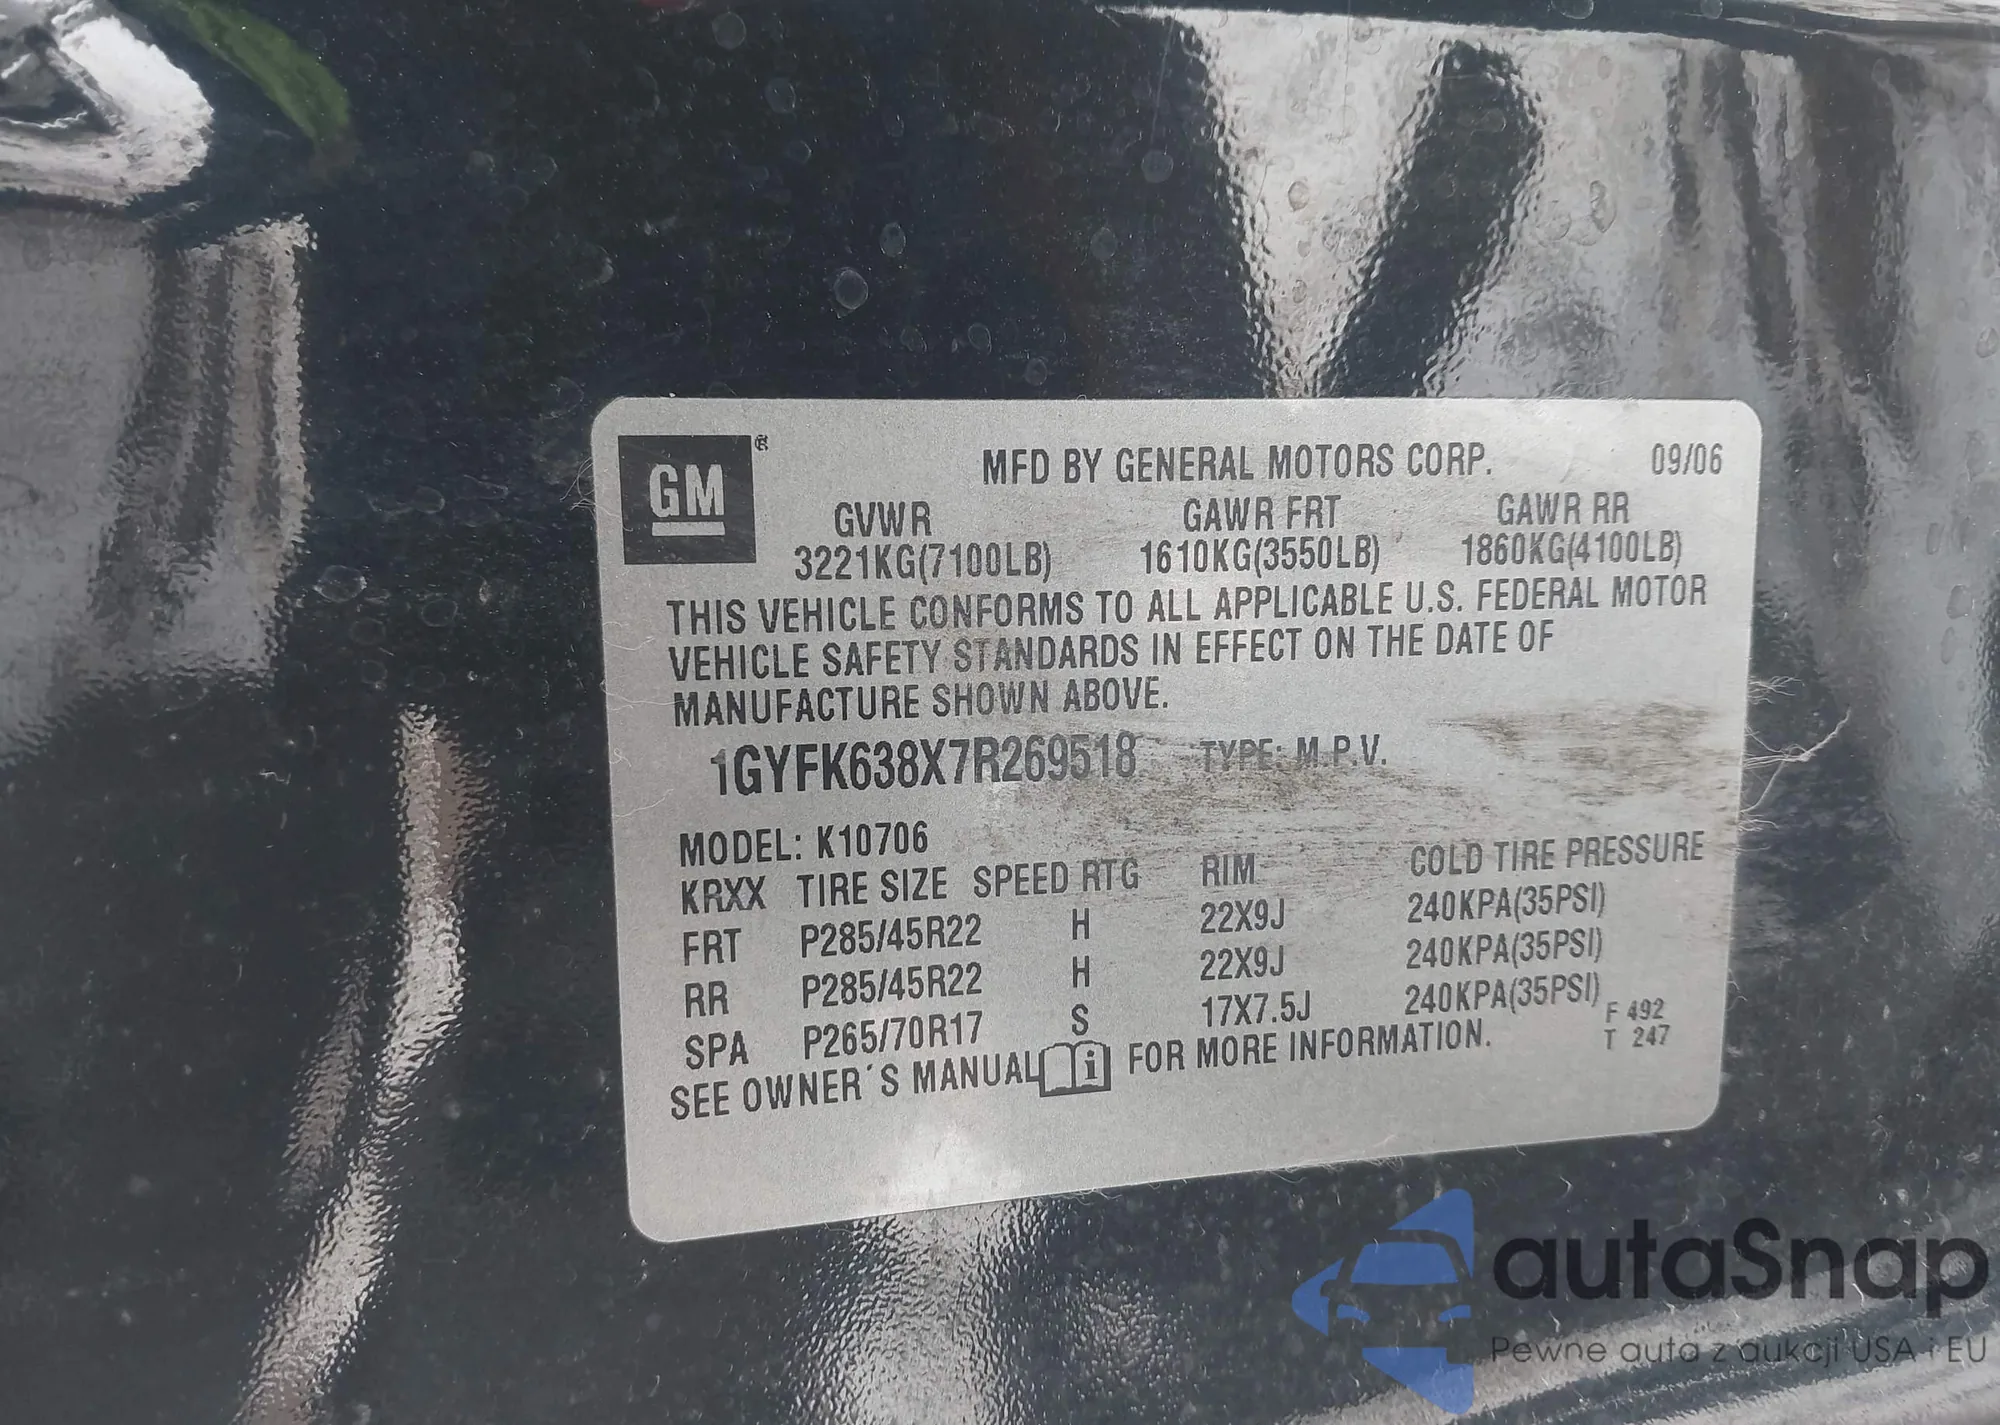 GM ®
MFD BY GENERAL MOTORS CORP. 09/06
GVWR GAWR FRT GAWR RR
3221KG(7100LB) 1610KG(3550LB) 1860KG(4100LB)
THIS VEHICLE CONFORMS TO ALL APPLICABLE U.S. FEDERAL MOTOR
VEHICLE SAFETY STANDARDS IN EFFECT ON THE DATE OF
MANUFACTURE SHOWN ABOVE.
1GYFK638X7R269518 TYPE: M.P.V.
MODEL: K10706
KRXX TIRE SIZE SPEED RTG RIM COLD TIRE PRESSURE
FRT P285/45R22 H 22X9J 240KPA(35PSI)
RR P285/45R22 H 22X9J 240KPA(35PSI)
SPA P265/70R17 S 17X7.5J 240KPA(35PSI)
F 492
T 247
SEE OWNER´S MANUAL i FOR MORE INFORMATION.
autaSnap
Pewne auta z aukcji USA i EU